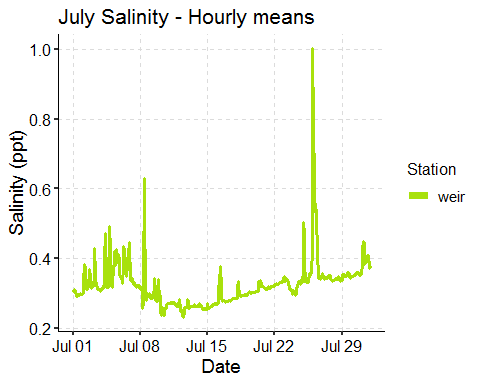 July Salinity - Hourly means
1.0
0.8
0.6
0.4
0.2
Salinity (ppt)
Jul 01 Jul 08 Jul 15 Jul 22 Jul 29
Date
Station
weir